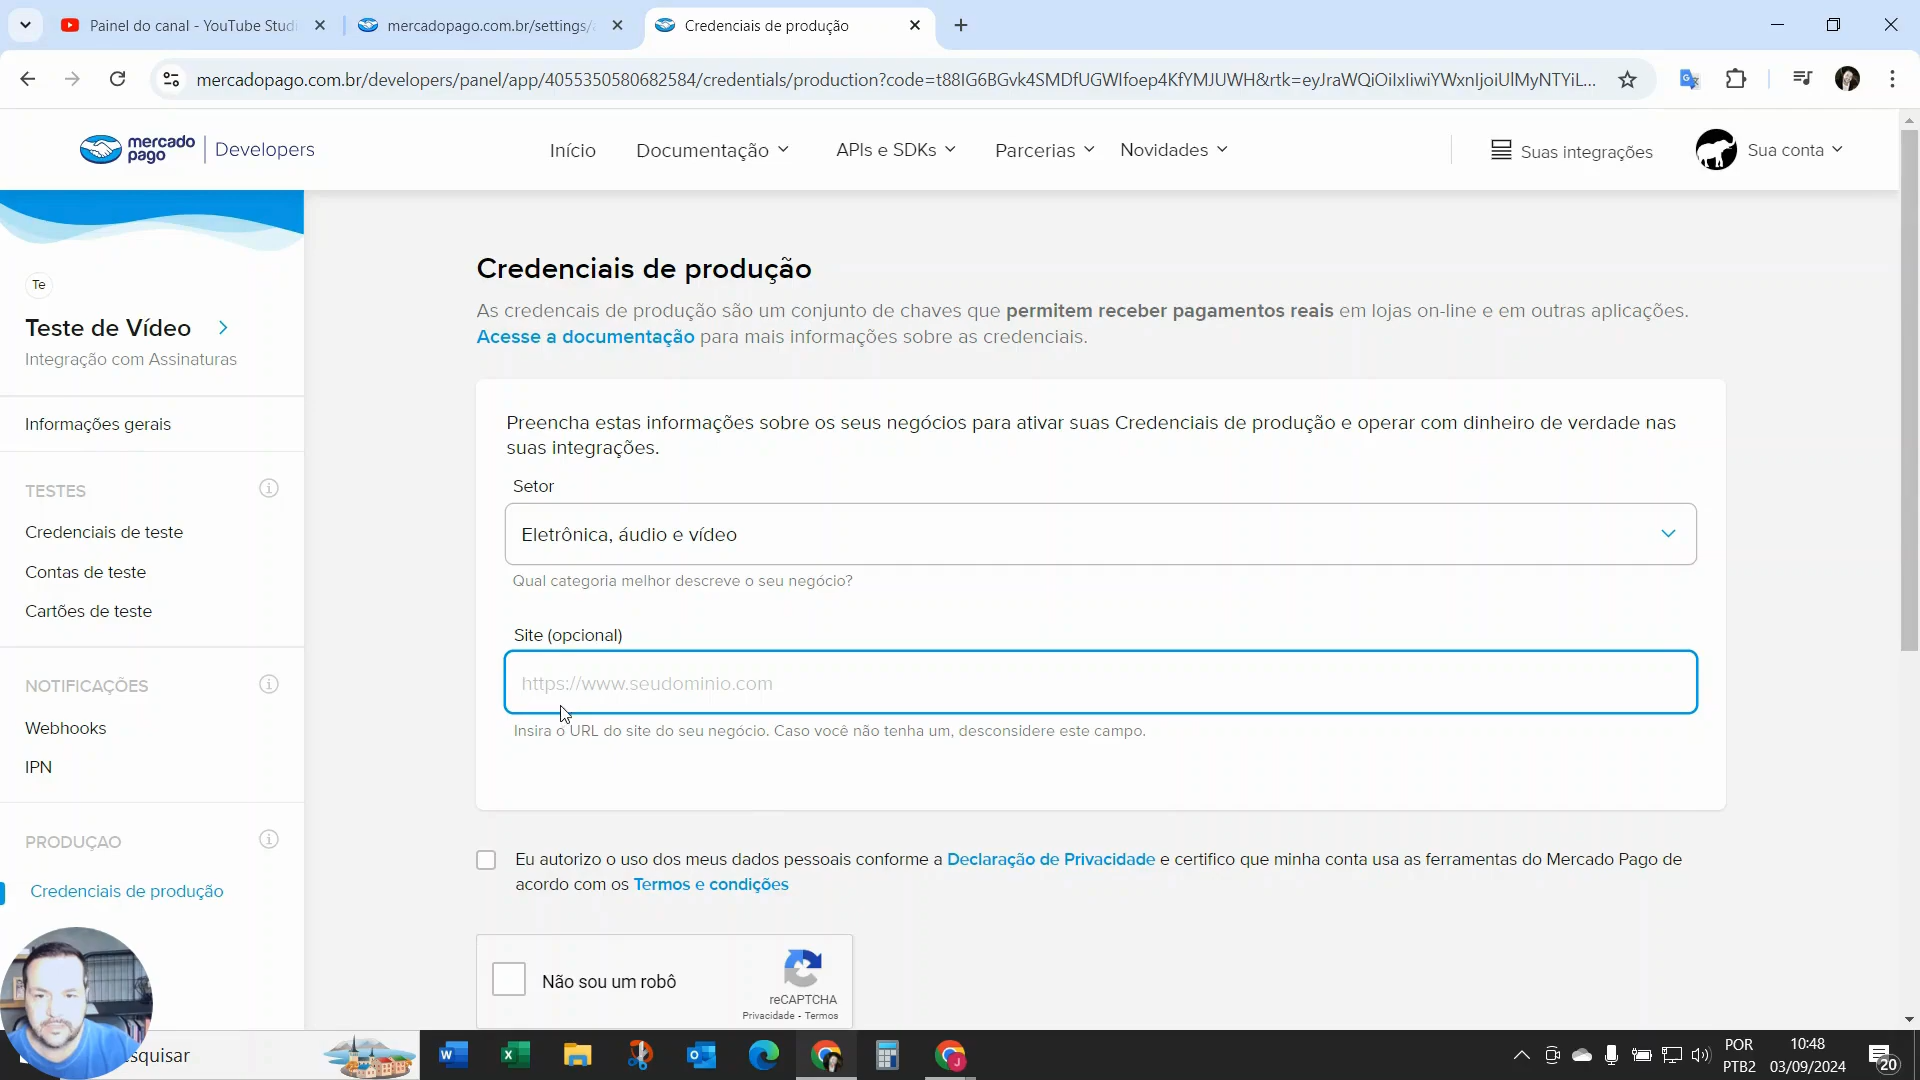 Painel do canal - YouTube Studi
mercadopago.com.br/settings/
Credenciais de produção
mercadopago.com.br/developers/panel/app/4055350580682584/credentials/production?code=t88IG6BGvk4SMDfUGWIfoep4KfYMJUWH&rtk=eyJraWQiOiIxIiwiYWxnIjoiUlMyNTYiL...
mercado pago
Developers
Início
Documentação
APIs e SDKs
Parcerias
Novidades
Suas integrações
Sua conta
Te
Teste de Vídeo
Integração com Assinaturas
Informações gerais
TESTES
Credenciais de teste
Contas de teste
Cartões de teste
NOTIFICAÇÕES
Webhooks
IPN
PRODUÇAO
Credenciais de produção
Credenciais de produção
As credencais de produção são um conjunto de chaves que permitem receber pagamentos reais em lojas on-line e em outras aplicações.
Acesse a documentação para mais informações sobre as credenciais.
Preencha estas informações sobre os seus negócios para ativar suas Credenciais de produção e operar com dinheiro de verdade nas
suas integrações.
Setor
Eletrônica, áudio e vídeo
Qual categoria melhor descreve o seu negócio?
Site (opcional)
https://www.seudominio.com
Insira o URL do site do seu negócio. Caso você não tenha um, desconsidere este campo.
Eu autorizo o uso dos meus dados pessoais conforme a Declaração de Privacidade e certifico que minha conta usa as ferramentas do Mercado Pago de
acordo com os Termos e condições
Não sou um robô
reCAPTCHA
Privacidade - Termos
squisar
POR
PTB2
10:48
03/09/2024
20